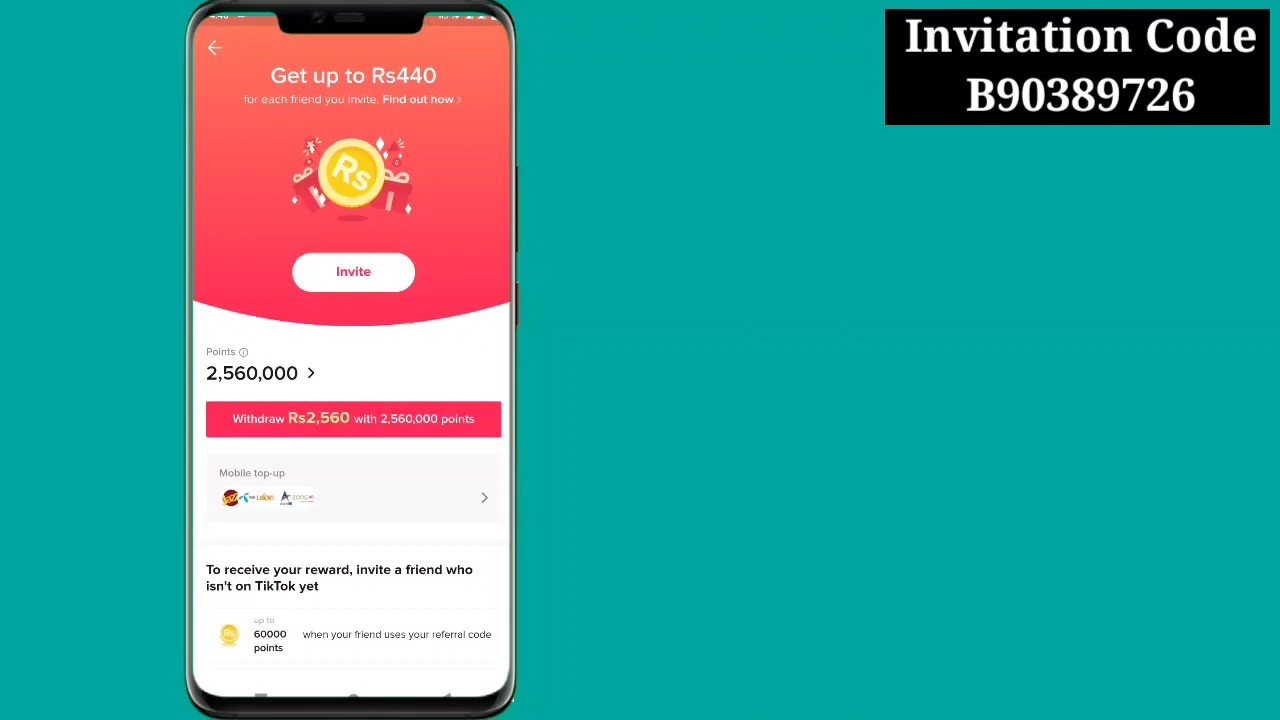 Invitation Code
B90389726
Get up to Rs440
for each friend you invite. Find out how >
Rs
Invite
Points
2,560,000 >
Withdraw Rs2,560 with 2,560,000 points
Mobile top-up
To receive your reward, invite a friend who
isn't on TikTok yet
up to
60000
points
when your friend uses your referral code
Rs